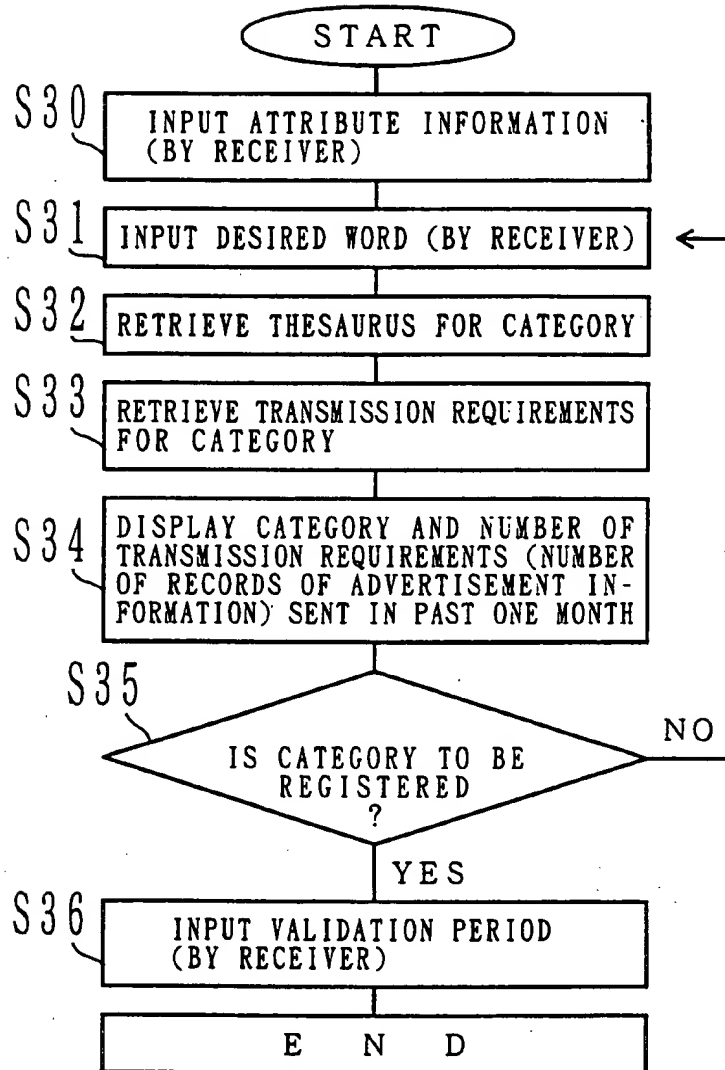 START
S30
INPUT ATTRIBUTE INFORMATION
(BY RECEIVER)
S31
INPUT DESIRED WORD (BY RECEIVER)
S32
RETRIEVE THESAURUS FOR CATEGORY
S33
RETRIEVE TRANSMISSION REQUIREMENTS
FOR CATEGORY
S34
DISPLAY CATEGORY AND NUMBER OF
TRANSMISSION REQUIREMENTS (NUMBER
OF RECORDS OF ADVERTISEMENT IN-
FORMATION) SENT IN PAST ONE MONTH
S35
IS CATEGORY TO BE
REGISTERED
?
NO
YES
S36
INPUT VALIDATION PERIOD
(BY RECEIVER)
E N D